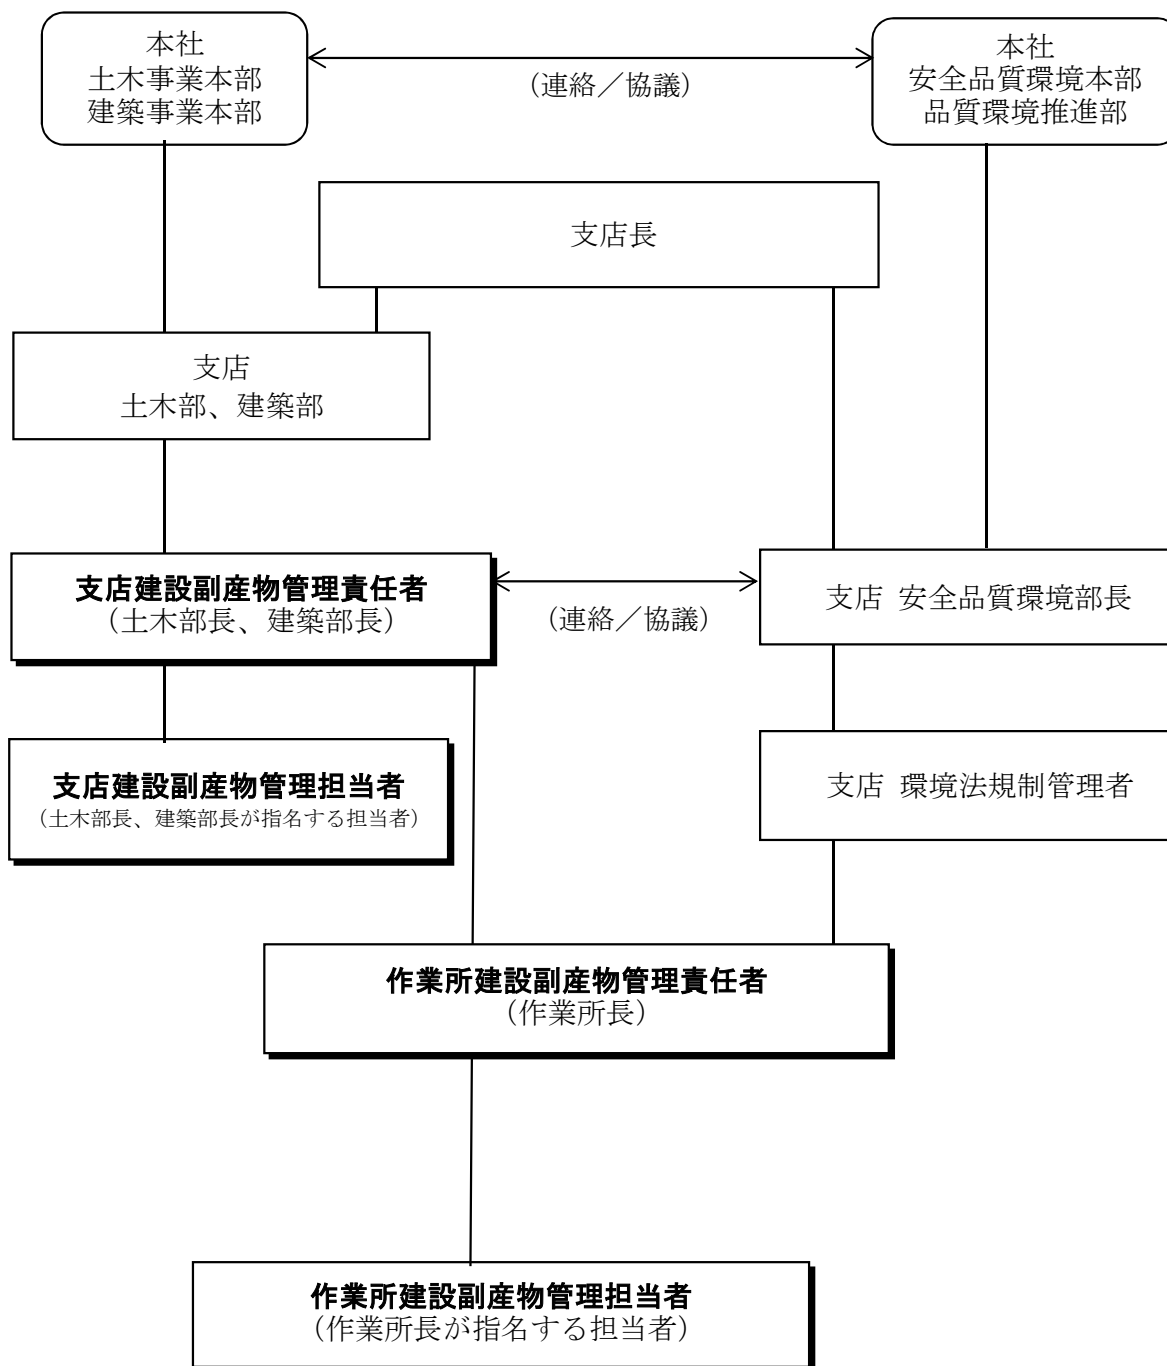 本社
土木事業本部
建築事業本部
(連絡／協議)
本社
安全品質環境本部
品質環境推進部
支店長
支店
土木部、建築部
支店建設副産物管理責任者
（土木部長、建築部長）
(連絡／協議)
支店 安全品質環境部長
支店建設副産物管理担当者
（土木部長、建築部長が指名する担当者）
支店 環境法規制管理者
作業所建設副産物管理責任者
（作業所長）
作業所建設副産物管理担当者
（作業所長が指名する担当者）